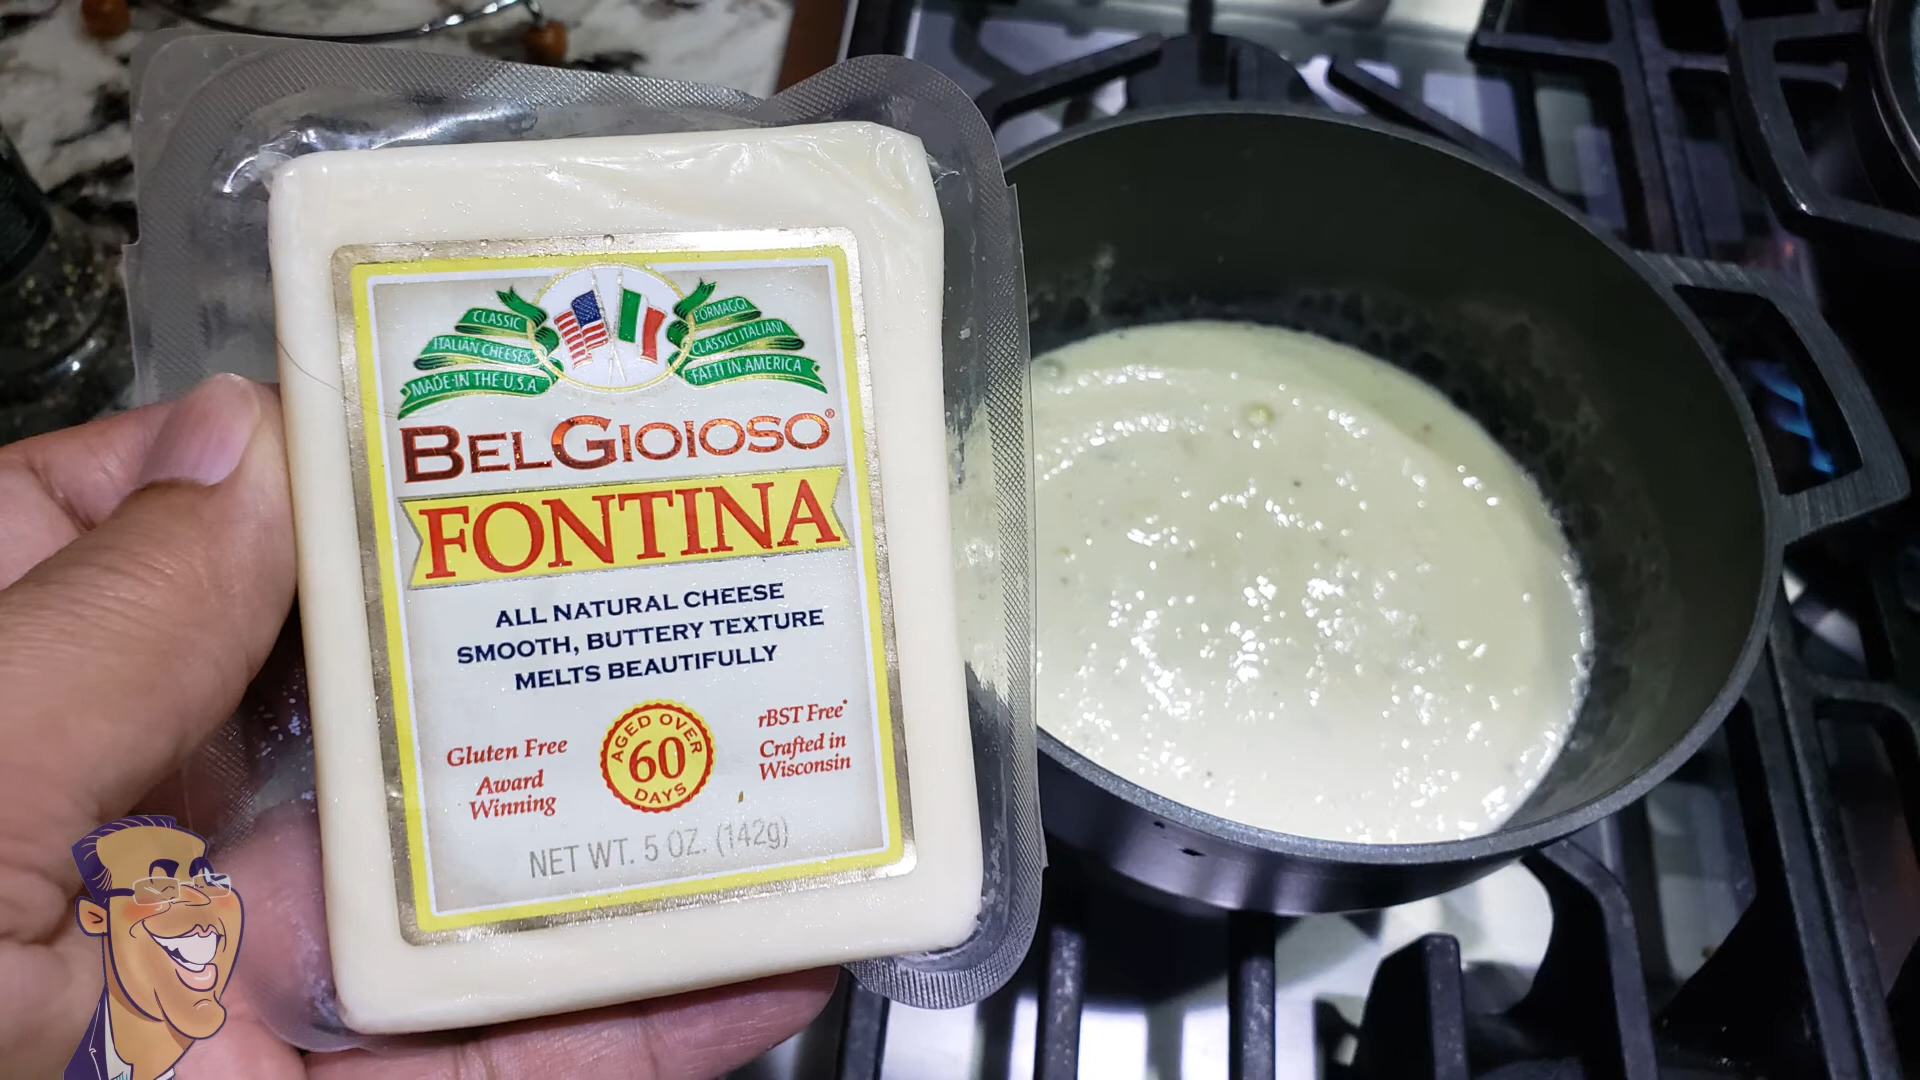 CLASSIC
ITALIAN CHEESES
MADE IN THE U.S.A.
FORMAGGI
CLASSICI ITALIANI
FATTI IN AMERICA
BELGIOIOSO®
FONTINA
ALL NATURAL CHEESE
SMOOTH, BUTTERY TEXTURE
MELTS BEAUTIFULLY
Gluten Free
Award
Winning
AGED OVER
60
DAYS
rBST Free*
Crafted in
Wisconsin
NET WT. 5 OZ. (142g)